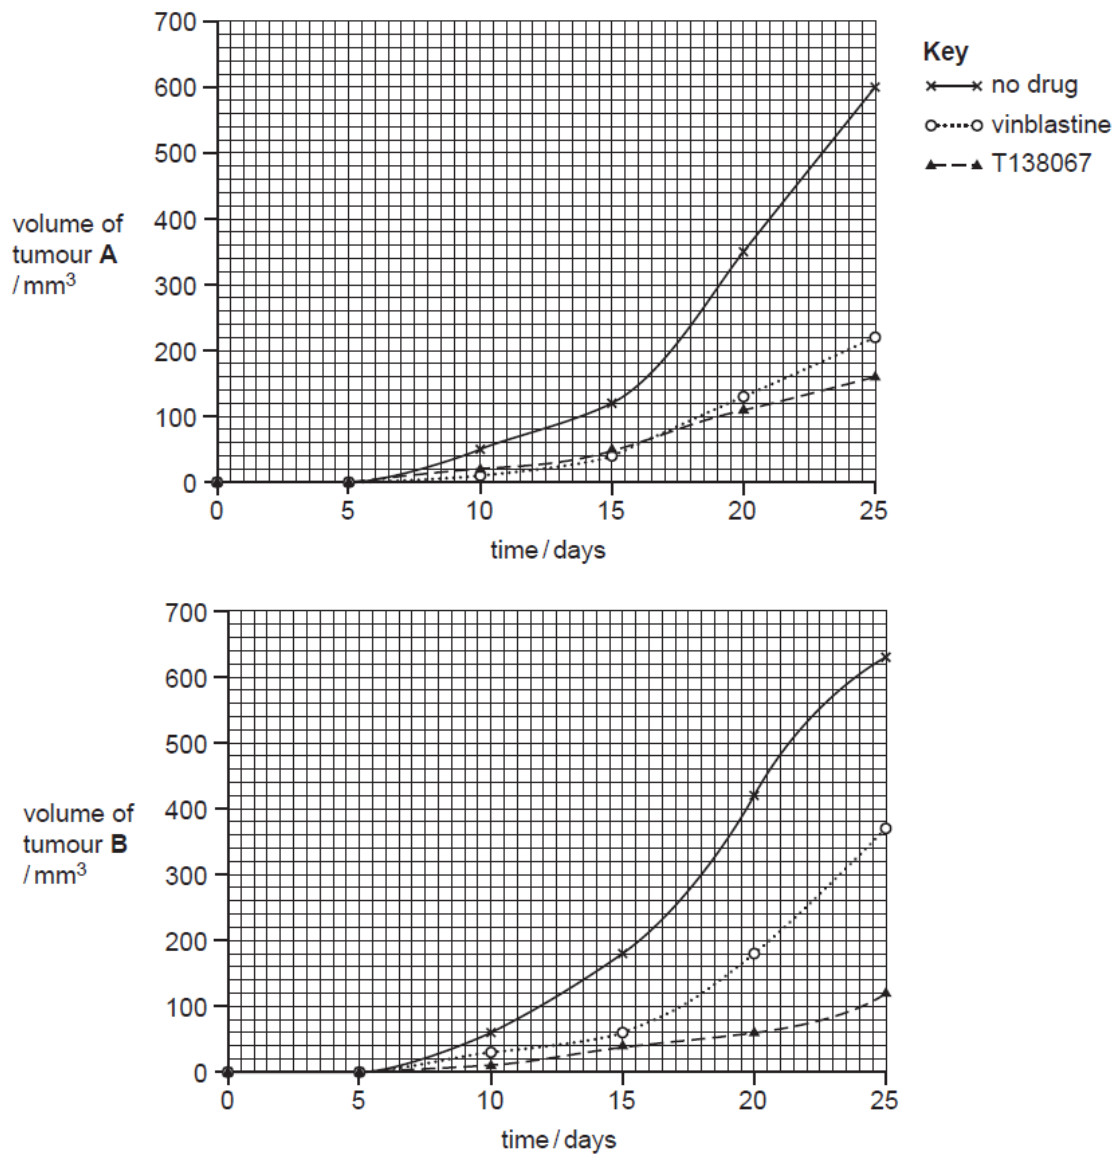 700
600
500
400
300
200
100
0
volume of
tumour A
/ mm³
0 5 10 15 20 25
time / days
Key
no drug
vinblastine
T138067
700
600
500
400
300
200
100
0
volume of
tumour B
/ mm³
0 5 10 15 20 25
time / days